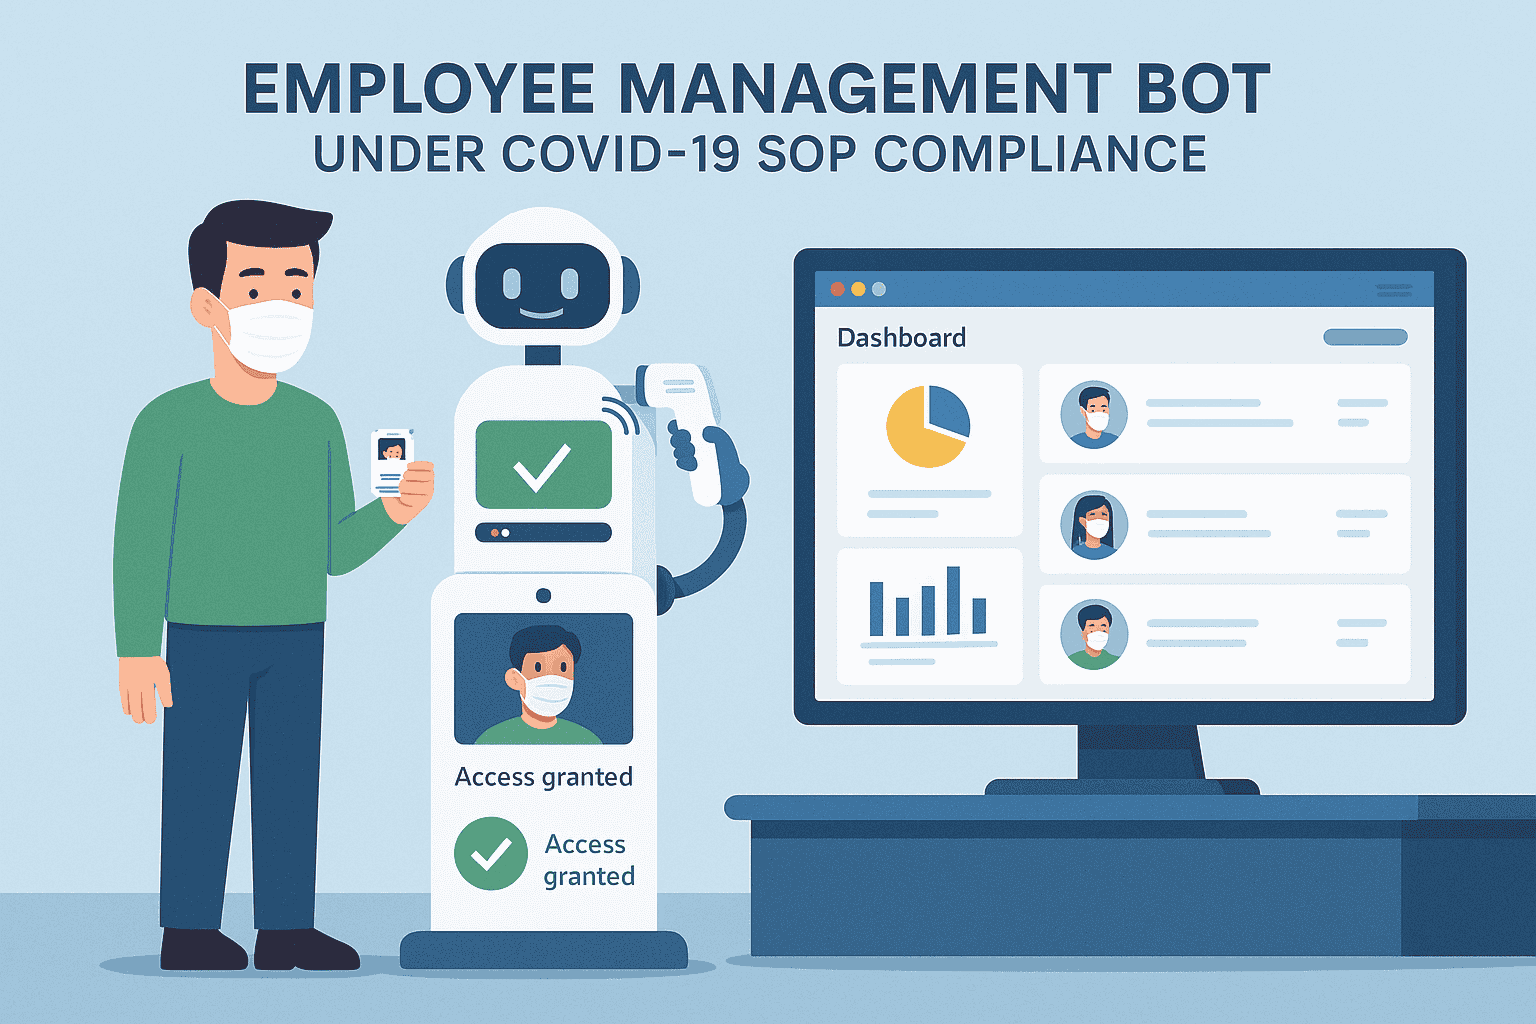 EMPLOYEE MANAGEMENT BOT
UNDER COVID-19 SOP COMPLIANCE
Dashboard
Access granted
Access
granted